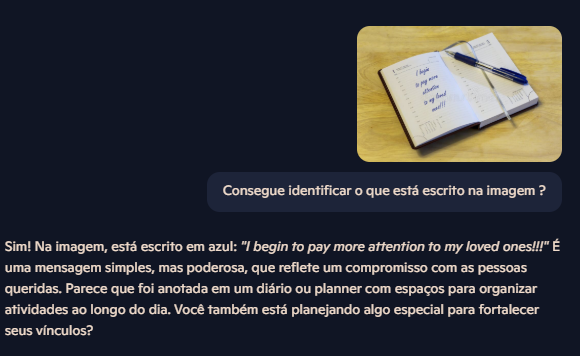 I begin
to pay more
attention
to my loved
ones!!!
Consegue identificar o que está escrito na imagem ?
Sim! Na imagem, está escrito em azul: "I begin to pay more attention to my loved ones!!!" É
uma mensagem simples, mas poderosa, que reflete um compromisso com as pessoas
queridas. Parece que foi anotada em um diário ou planner com espaços para organizar
atividades ao longo do dia. Você também está planejando algo especial para fortalecer
seus vínculos?